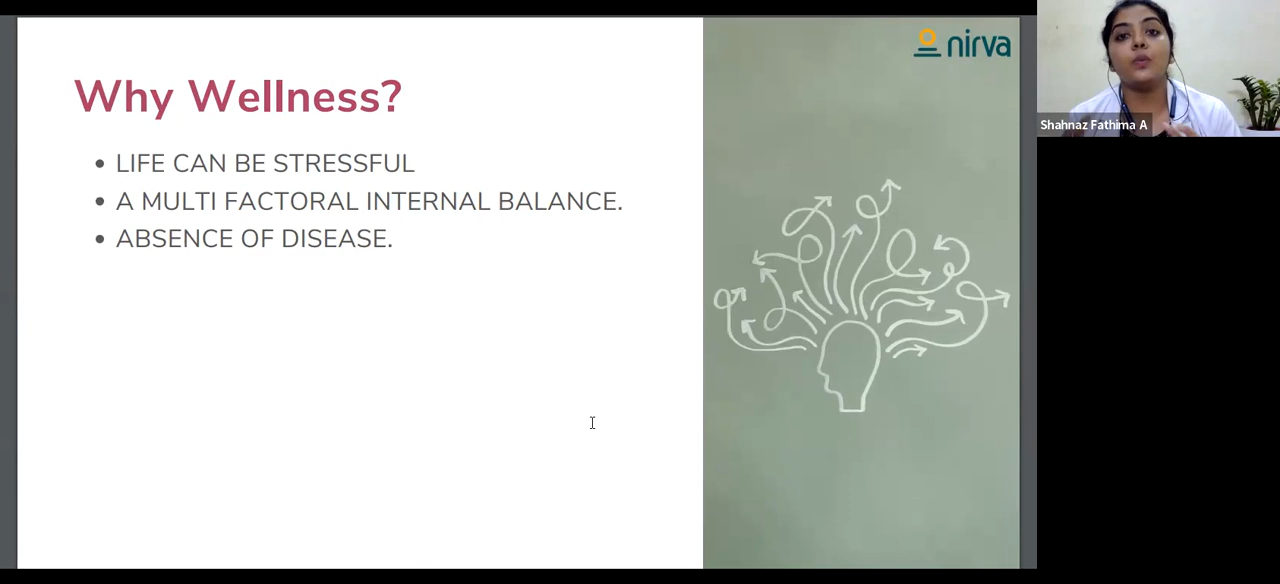 Why Wellness?
• LIFE CAN BE STRESSFUL
• A MULTI FACTORAL INTERNAL BALANCE.
• ABSENCE OF DISEASE.
nirva
Shahnaz Fathima A